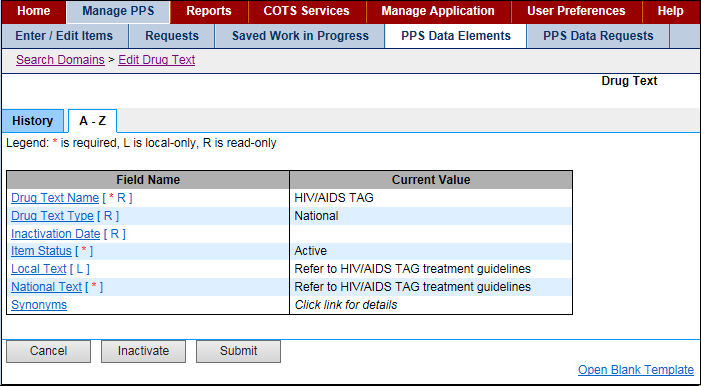 Home Manage PPS Reports COTS Services Manage Application User Preferences Help
Enter / Edit Items Requests Saved Work in Progress PPS Data Elements PPS Data Requests
Search Domains > Edit Drug Text
Drug Text
History A - Z
Legend: * is required, L is local-only, R is read-only
Field Name Current Value
Drug Text Name [ * R ] HIV/AIDS TAG
Drug Text Type [ R ] National
Inactivation Date [ R ]
Item Status [ * ] Active
Local Text [ L ] Refer to HIV/AIDS TAG treatment guidelines
National Text [ * ] Refer to HIV/AIDS TAG treatment guidelines
Synonyms Click link for details
Cancel Inactivate Submit
Open Blank Template